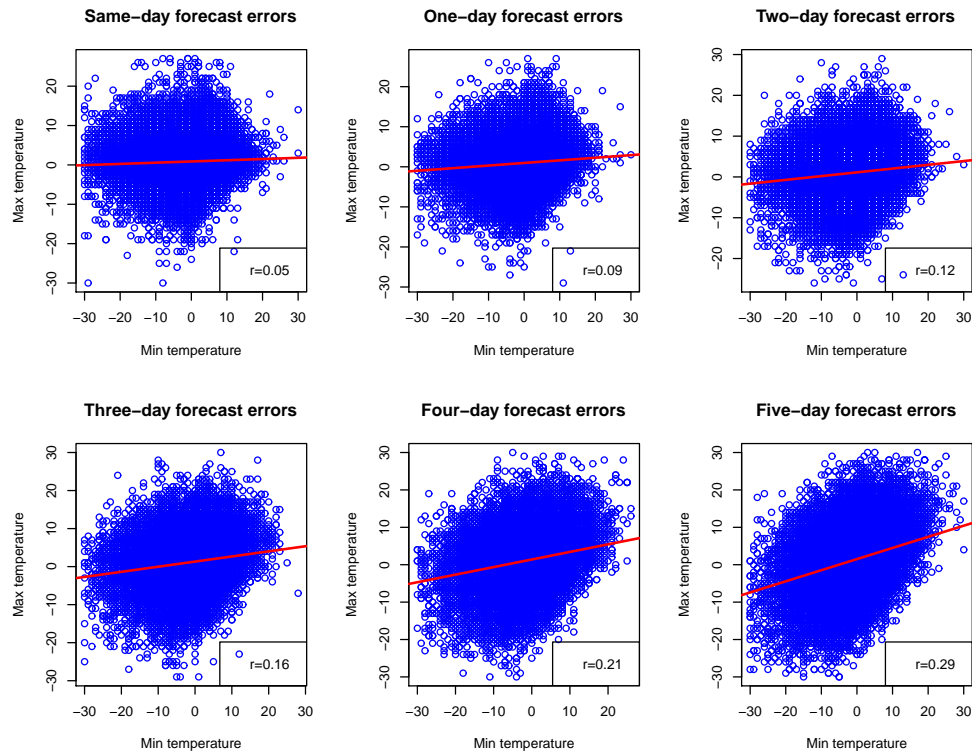 Same−day forecast errors
Max temperature
−30 −20 −10 0 10 20
r=0.05
−30 −20 −10 0 10 20 30
Min temperature
One−day forecast errors
Max temperature
−30 −20 −10 0 10 20
r=0.09
−30 −20 −10 0 10 20 30
Min temperature
Two−day forecast errors
Max temperature
−20 −10 0 10 20 30
r=0.12
−30 −20 −10 0 10 20 30
Min temperature
Three−day forecast errors
Max temperature
−30 −20 −10 0 10 20 30
r=0.16
−30 −20 −10 0 10 20 30
Min temperature
Four−day forecast errors
Max temperature
−30 −20 −10 0 10 20 30
r=0.21
−30 −20 −10 0 10 20
Min temperature
Five−day forecast errors
Max temperature
−30 −20 −10 0 10 20 30
r=0.29
−30 −20 −10 0 10 20 30
Min temperature